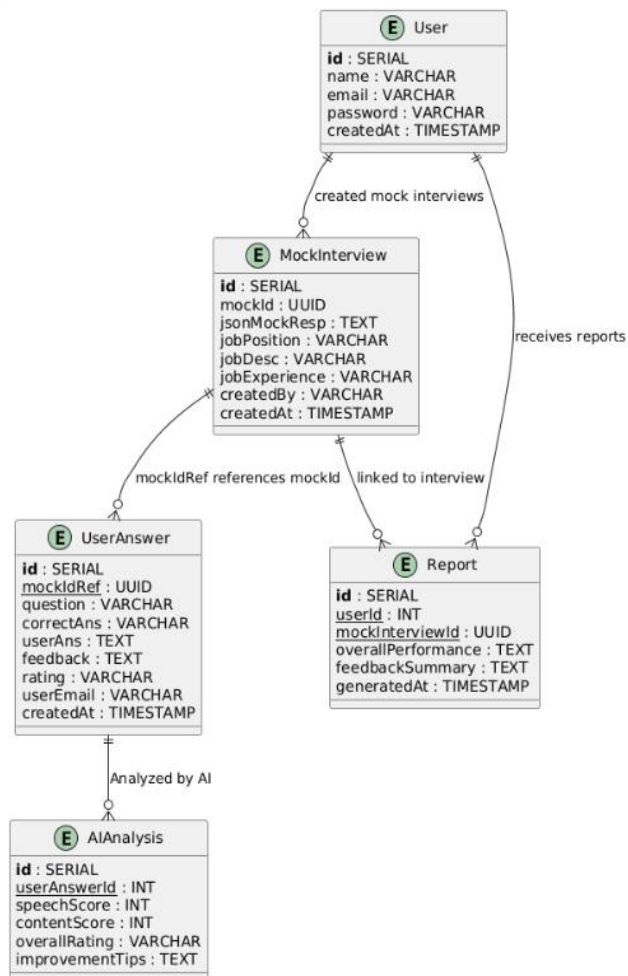 E User
id : SERIAL
name : VARCHAR
email : VARCHAR
password : VARCHAR
createdAt : TIMESTAMP
created mock interviews
E MockInterview
id : SERIAL
mockId : UUID
jsonMockResp : TEXT
jobPosition : VARCHAR
jobDesc : VARCHAR
jobExperience : VARCHAR
createdBy : VARCHAR
createdAt : TIMESTAMP
receives reports
mockIdRef references mockId
linked to interview
E UserAnswer
id : SERIAL
mockIdRef : UUID
question : VARCHAR
correctAns : VARCHAR
userAns : TEXT
feedback : TEXT
rating : VARCHAR
userEmail : VARCHAR
createdAt : TIMESTAMP
E Report
id : SERIAL
userId : INT
mockInterviewId : UUID
overallPerformance : TEXT
feedbackSummary : TEXT
generatedAt : TIMESTAMP
Analyzed by AI
E AIAnalysis
id : SERIAL
userAnswerId : INT
speechScore : INT
contentScore : INT
overallRating : VARCHAR
improvementTips : TEXT